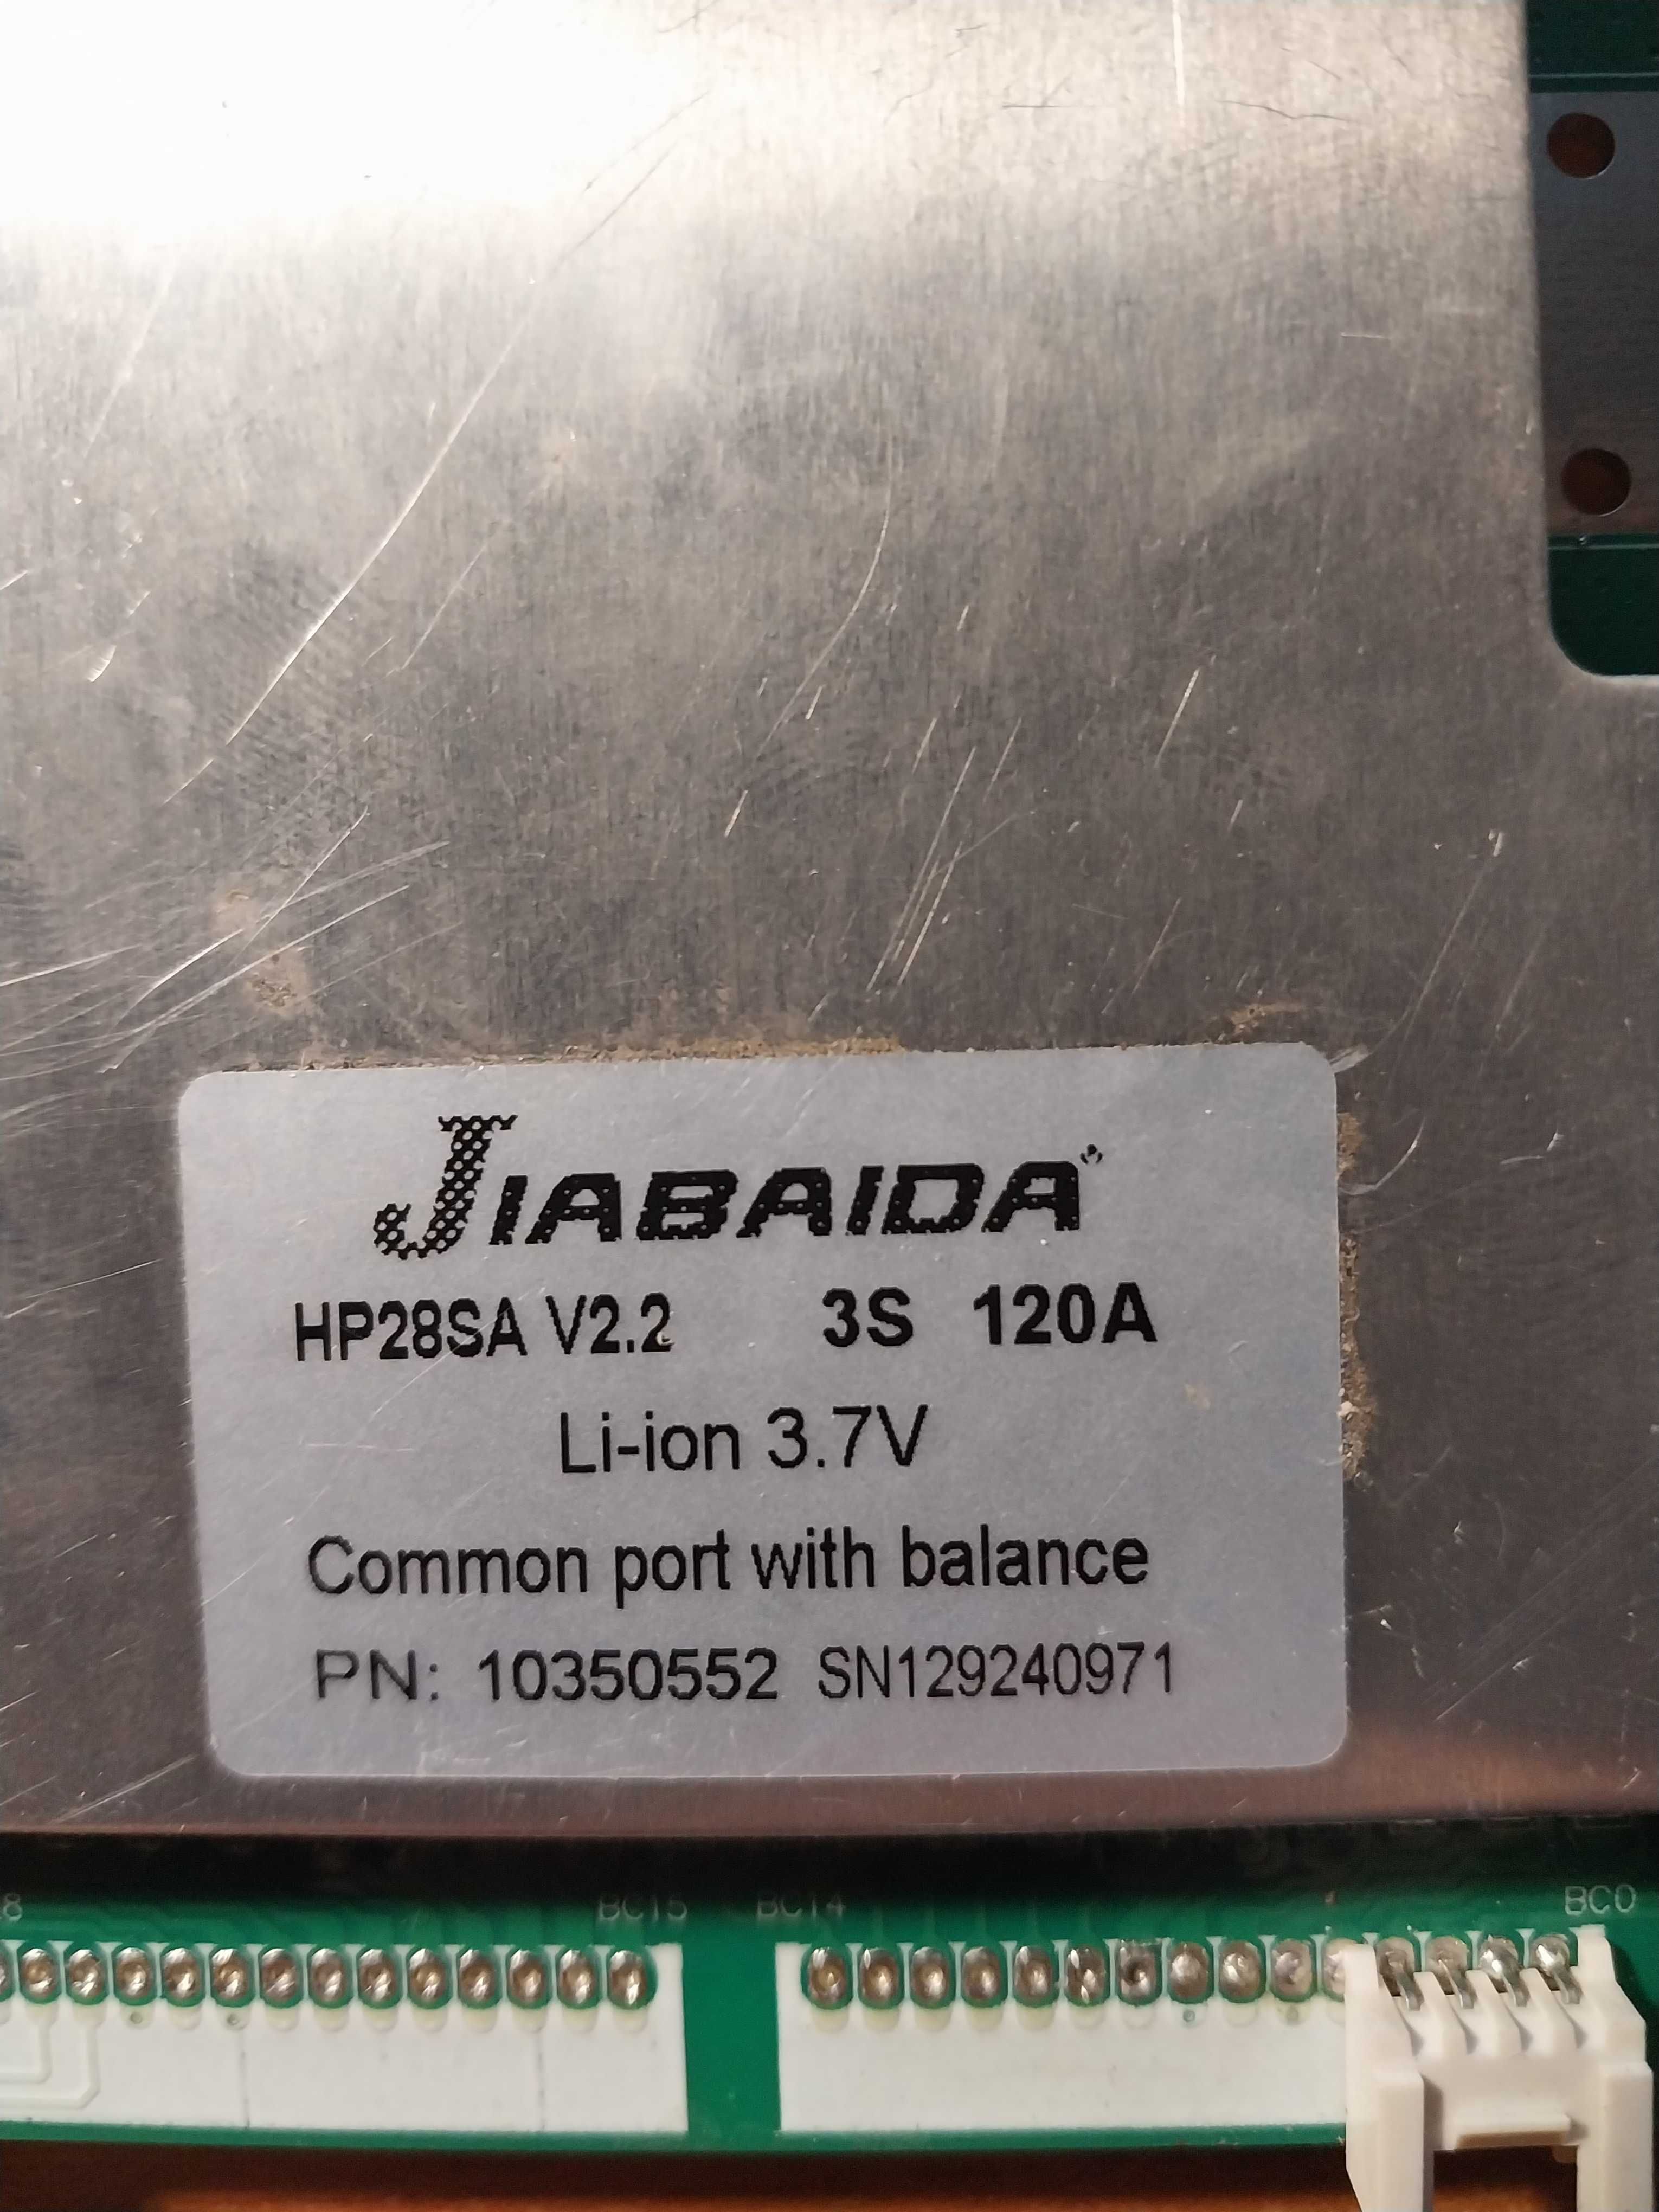 JIABAIDA
HP28SA V2.2 3S 120A
Li-ion 3.7V
Common port with balance
PN: 10350552 SN129240971
BC15 BC14 BC0